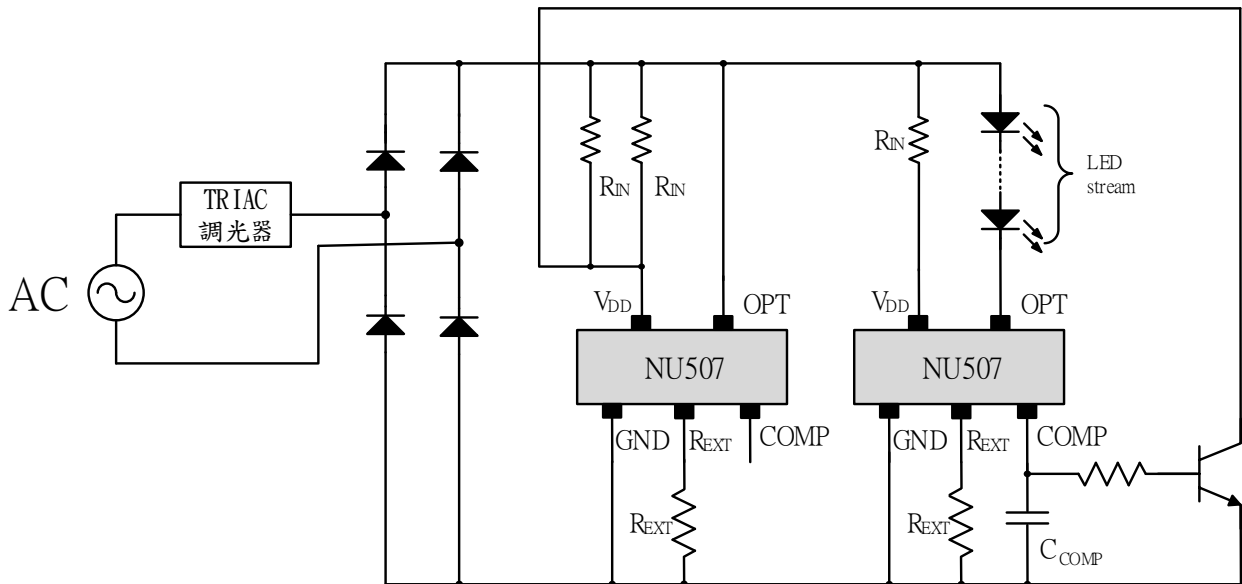 TRIAC
調光器
AC
RIN
RIN
RIN
LED
stream
VDD
OPT
VDD
OPT
NU507
NU507
GND
REXT
COMP
GND
REXT
COMP
REXT
REXT
CCOMP